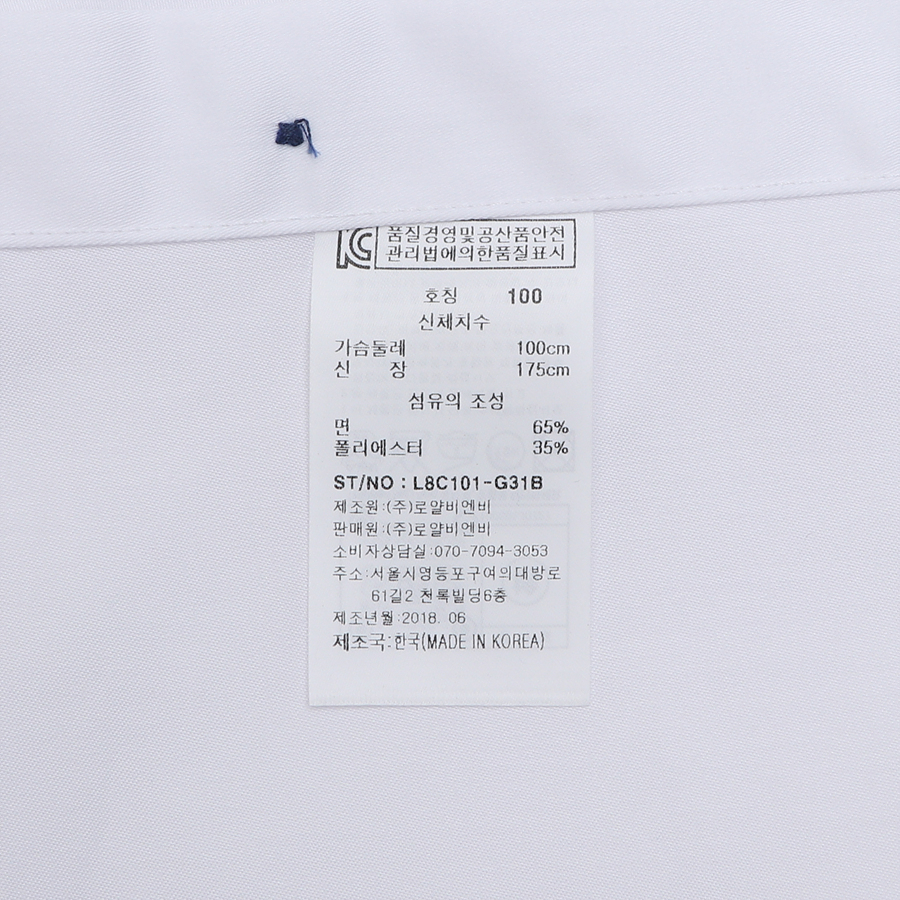 KC 품질경영및공산품안전
관리법에의한품질표시
호칭 100
신체치수
가슴둘레 100cm
신 장 175cm
섬유의 조성
면 65%
폴리에스터 35%
ST/NO : L8C101-G31B
제조원:(주)로얄비엔비
판매원:(주)로얄비엔비
소비자상담실:070-7094-3053
주소:서울시영등포구여의대방로
61길2 천록빌딩6층
제조년월:2018. 06
제조국:한국(MADE IN KOREA)